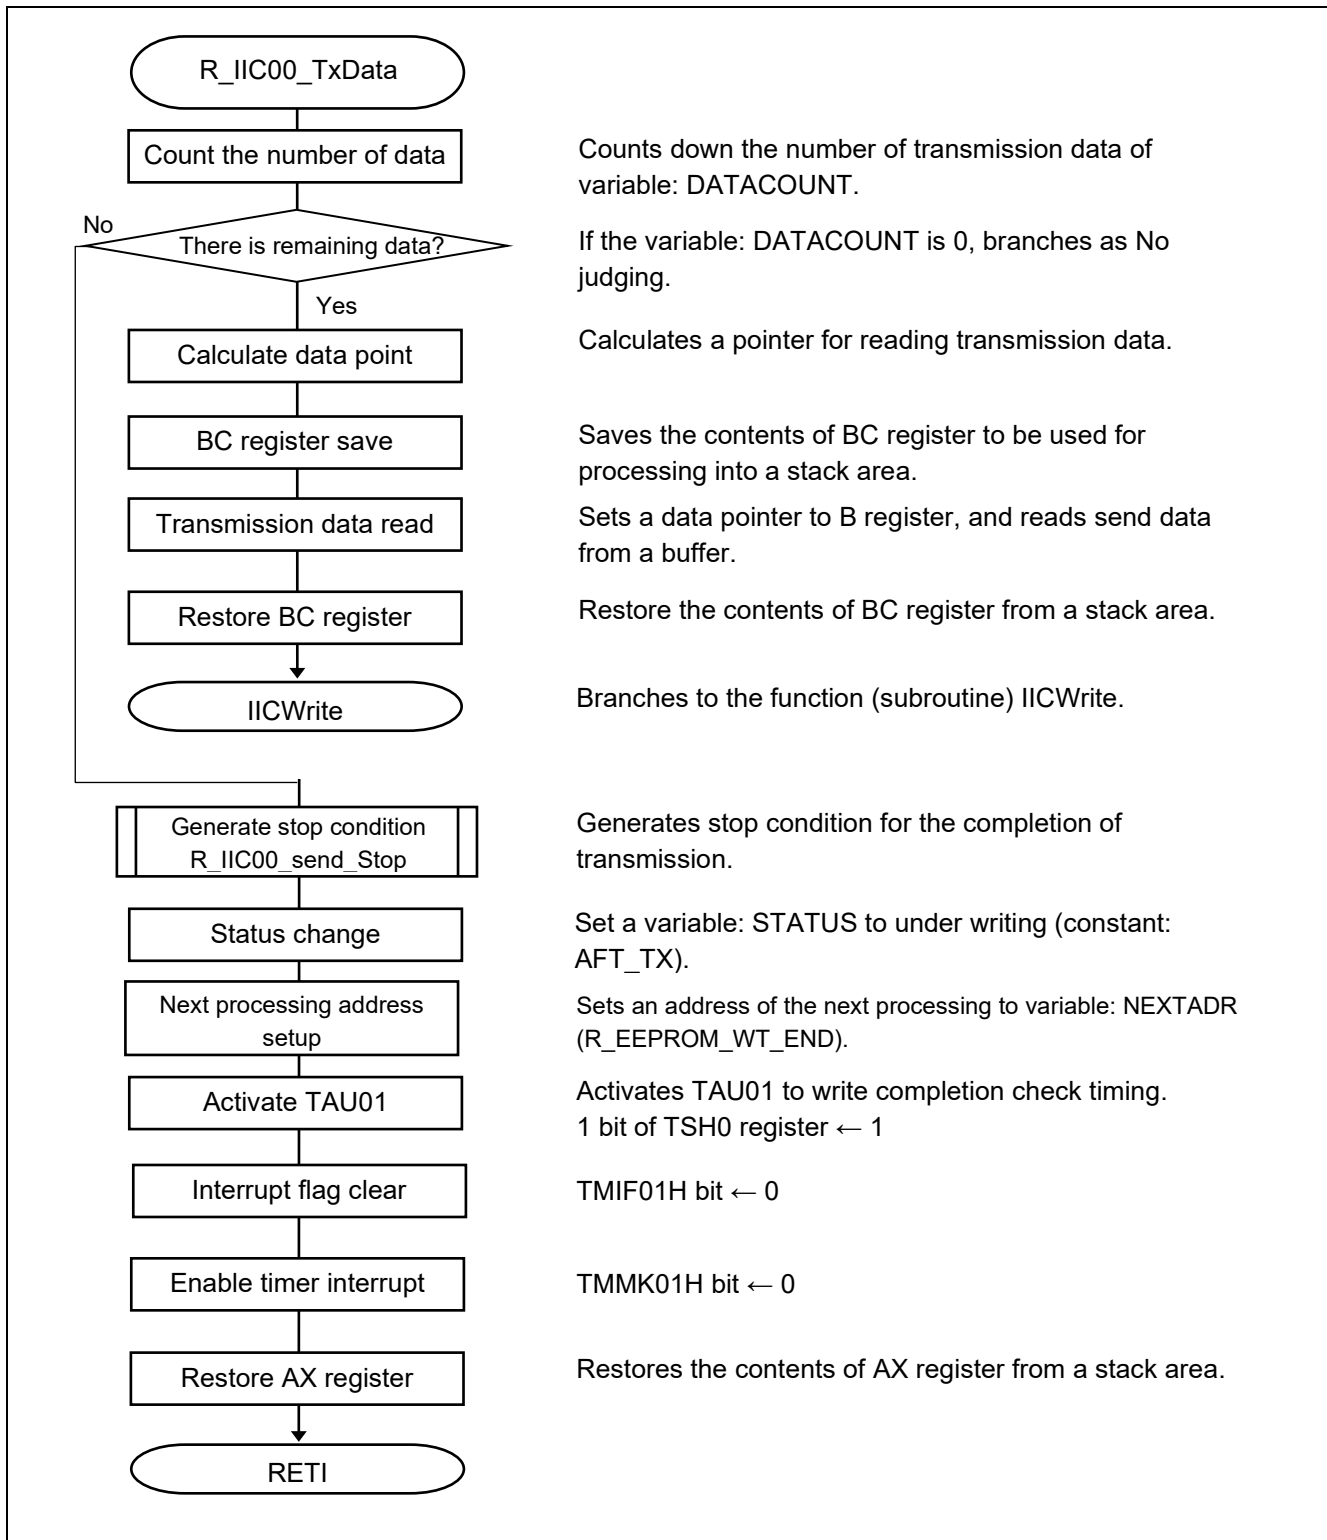 R_IIC00_TxData
Count the number of data
Counts down the number of transmission data of
variable: DATACOUNT.
No
There is remaining data?
If the variable: DATACOUNT is 0, branches as No
judging.
Yes
Calculate data point
Calculates a pointer for reading transmission data.
BC register save
Saves the contents of BC register to be used for
processing into a stack area.
Transmission data read
Sets a data pointer to B register, and reads send data
from a buffer.
Restore BC register
Restore the contents of BC register from a stack area.
IICWrite
Branches to the function (subroutine) IICWrite.
Generate stop condition
R_IIC00_send_Stop
Generates stop condition for the completion of
transmission.
Status change
Set a variable: STATUS to under writing (constant:
AFT_TX).
Next processing address
setup
Sets an address of the next processing to variable: NEXTADR
(R_EEPROM_WT_END).
Activate TAU01
Activates TAU01 to write completion check timing.
1 bit of TSH0 register ← 1
Interrupt flag clear
TMIF01H bit ← 0
Enable timer interrupt
TMMK01H bit ← 0
Restore AX register
Restores the contents of AX register from a stack area.
RETI